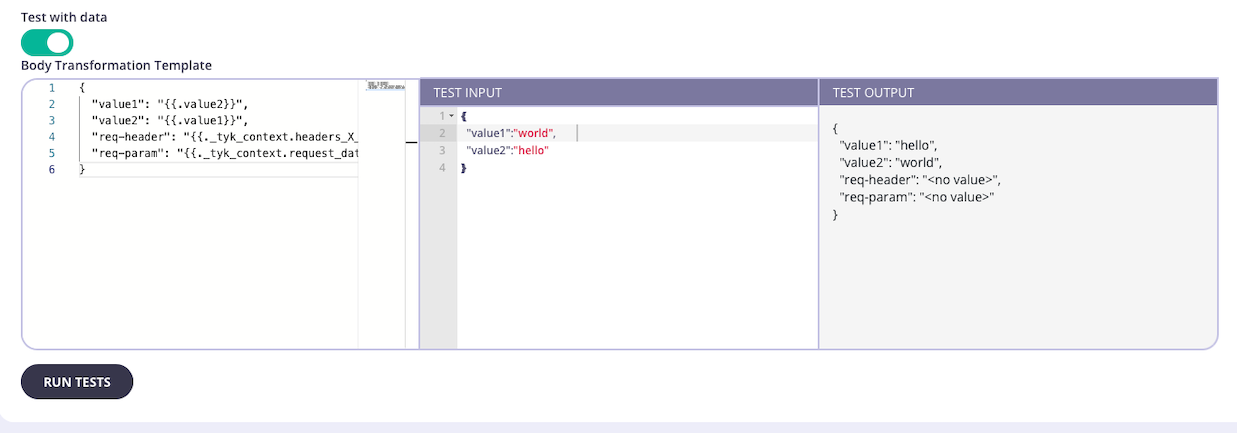 Test with data
Body Transformation Template
1 {
2 "value1": "{{.value2}}",
3 "value2": "{{.value1}}",
4 "req-header": "{{._tyk_context.headers_X_
5 "req-param": "{{._tyk_context.request_dat
6 }
TEST INPUT
1 {
2 "value1":"world",
3 "value2":"hello"
4 }
TEST OUTPUT
{
"value1": "hello",
"value2": "world",
"req-header": "<no value>",
"req-param": "<no value>"
}
RUN TESTS